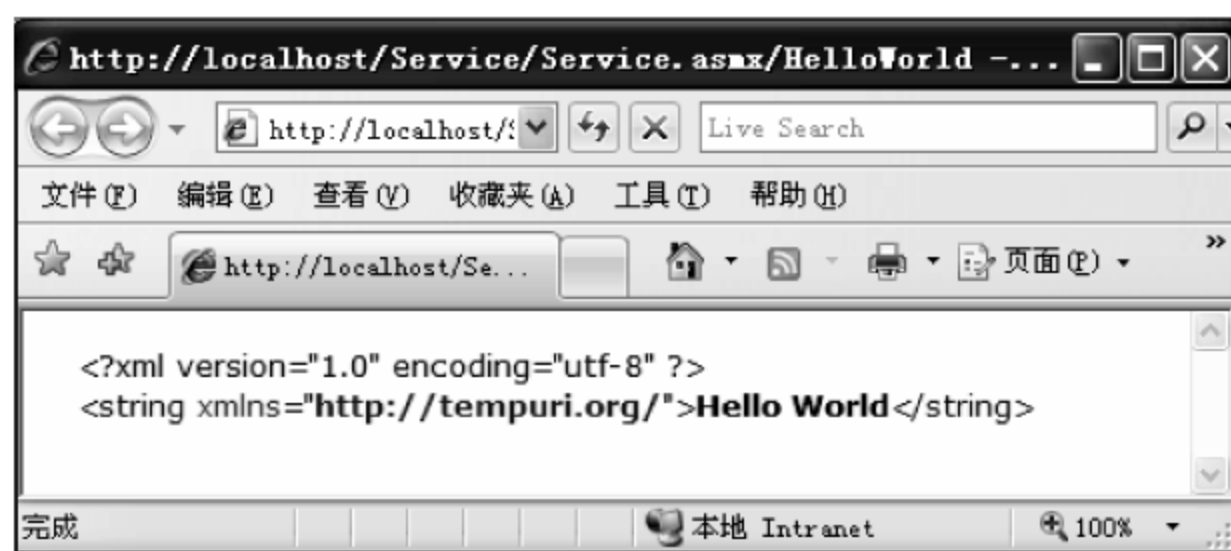 http://localhost/Service/Service.asmx/HelloWorld -...
http://localhost/: Live Search
文件(F) 编辑(E) 查看(V) 收藏夹(A) 工具(T) 帮助(H)
http://localhost/Se... 页面(P) »
<?xml version="1.0" encoding="utf-8" ?>
<string xmlns="http://tempuri.org/">Hello World</string>
完成 本地 Intranet 100%